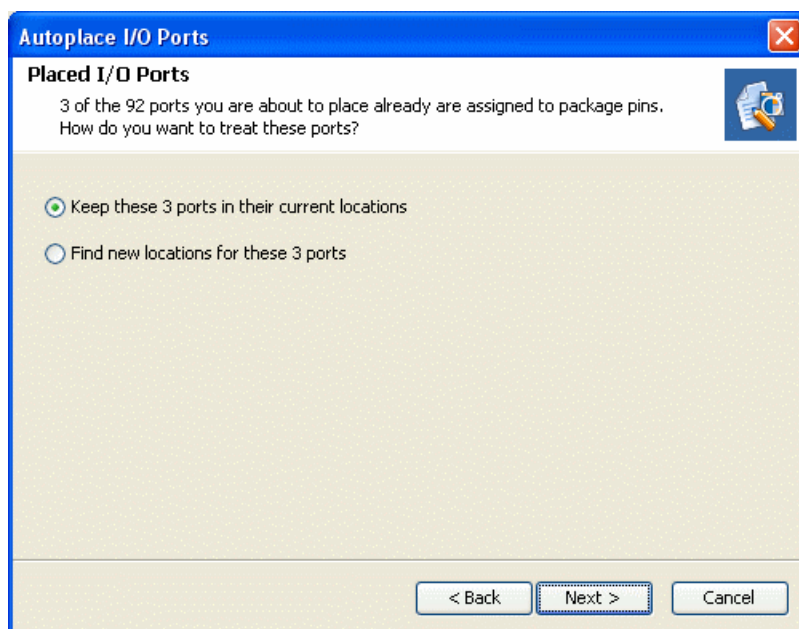 Autoplace I/O Ports
Placed I/O Ports
3 of the 92 ports you are about to place already are assigned to package pins.
How do you want to treat these ports?
Keep these 3 ports in their current locations
Find new locations for these 3 ports
< Back Next > Cancel